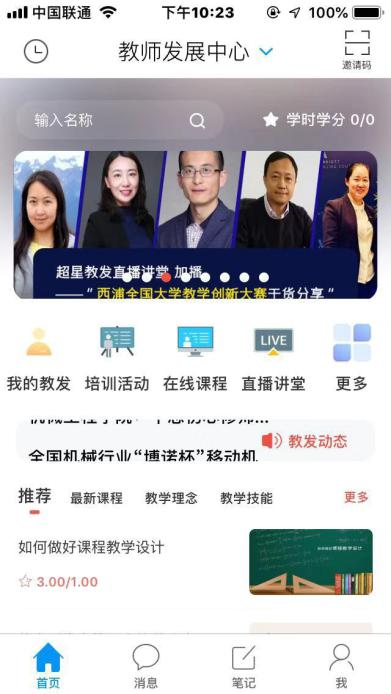 中国联通
下午10:23
100%
教师发展中心
邀请码
输入名称
学时学分 0/0
超星教发直播讲堂 加播
——“西浦全国大学教学创新大赛干货分享”
我的教发
培训活动
在线课程
LIVE
直播讲堂
更多
全国机械行业“博诺杯”移动机
教发动态
推荐
最新课程
教学理念
教学技能
更多
如何做好课程教学设计
3.00/1.00
首页
消息
笔记
我